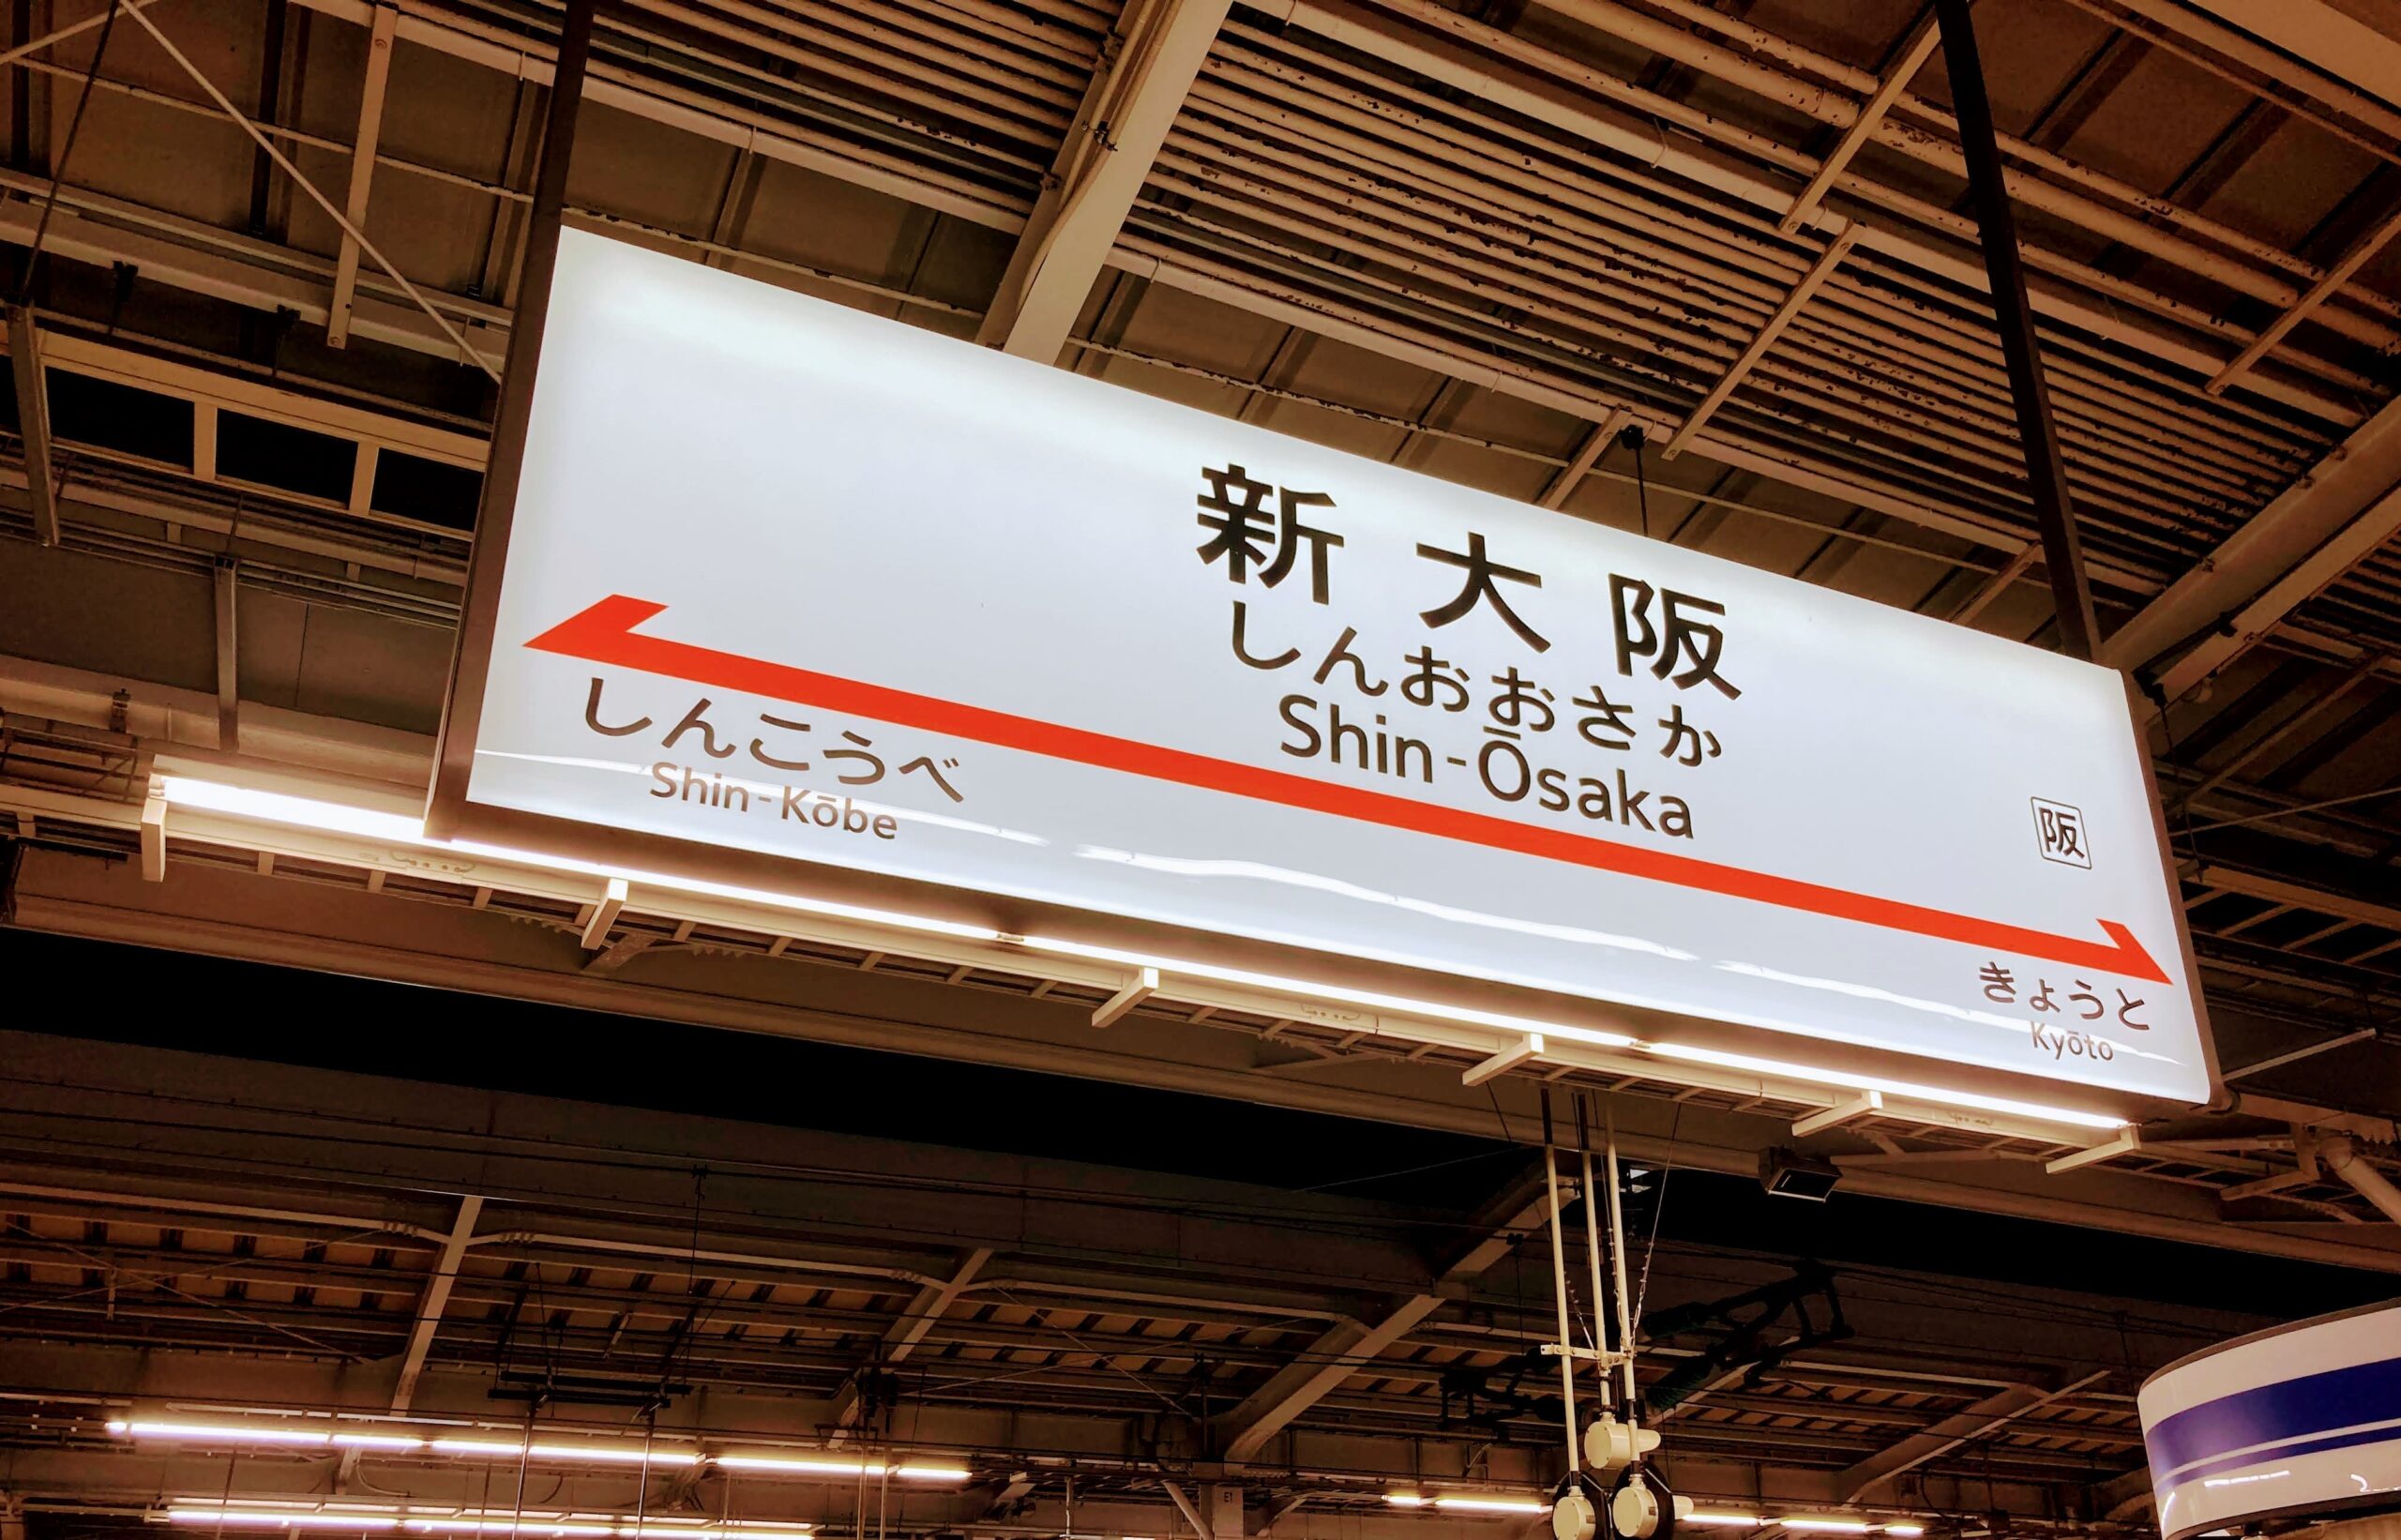 新大阪
しんおおさか
Shin-Ōsaka
阪
しんこうべ
Shin-Kōbe
きょうと
Kyōto
E1